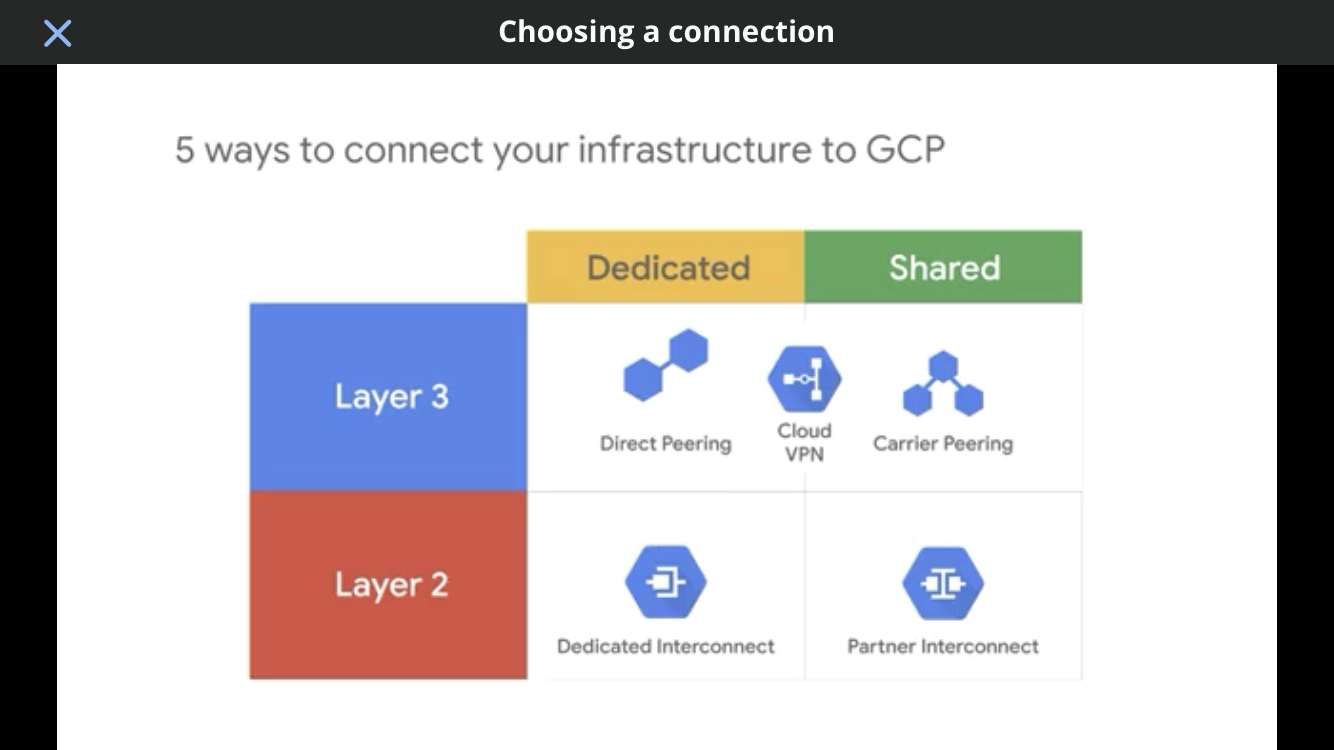 Choosing a connection
5 ways to connect your infrastructure to GCP
Dedicated
Shared
Layer 3
Direct Peering
Cloud
VPN
Carrier Peering
Layer 2
Dedicated Interconnect
Partner Interconnect